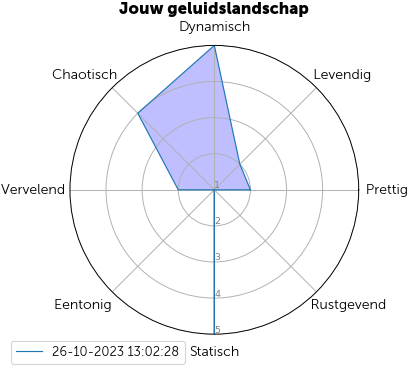 Jouw geluidslandschap
Dynamisch
Chaotisch
Levendig
Vervelend
1
Prettig
2
3
4
Eentonig
Rustgevend
5
26-10-2023 13:02:28
Statisch